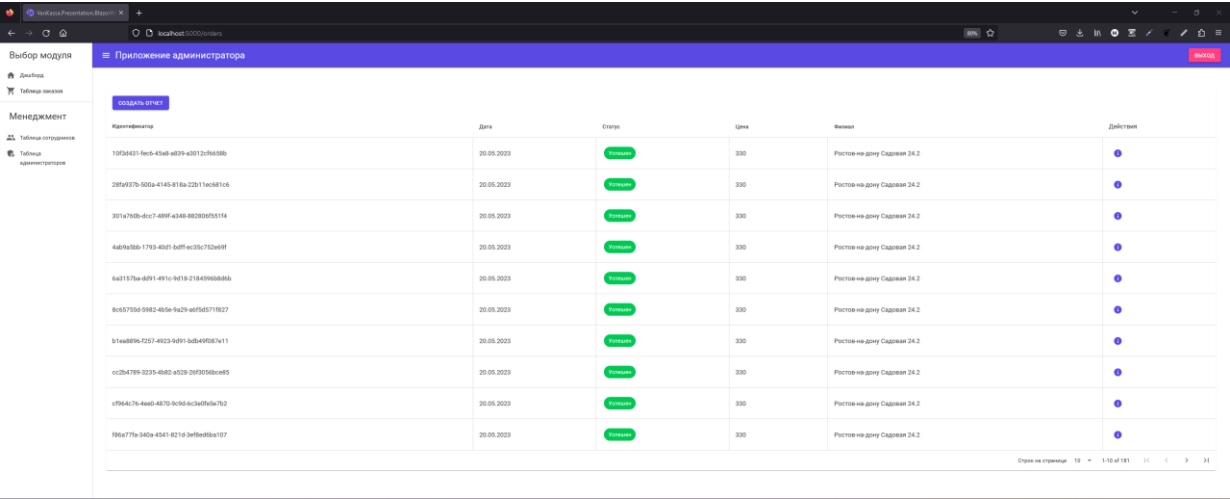 VenKassa.Presentation.Blazor
localhost:5000/orders
80%
Выбор модуля
Приложение администратора
ВЫХОД
Дашборд
Таблица заказов
Менеджмент
Таблица сотрудников
Таблица администраторов
СОЗДАТЬ ОТЧЕТ
Идентификатор Дата Статус Цена Филиал Действия
10f3d431-fec6-45a8-a839-a3012cf6658b 20.05.2023 Успешен 330 Ростов-на-дону Садовая 24.2
28fa937b-500a-4145-818a-22b11ec681c6 20.05.2023 Успешен 330 Ростов-на-дону Садовая 24.2
301a760b-dcc7-489f-a348-882806f551f4 20.05.2023 Успешен 330 Ростов-на-дону Садовая 24.2
4ab9a5bb-1793-40d1-bdff-ec35c752e69f 20.05.2023 Успешен 330 Ростов-на-дону Садовая 24.2
6a3157ba-dd91-491c-9d18-2184596b8d6b 20.05.2023 Успешен 330 Ростов-на-дону Садовая 24.2
8c65755d-5982-4b5e-9a29-a6f5d571f827 20.05.2023 Успешен 330 Ростов-на-дону Садовая 24.2
b1ea8896-f257-4923-9d91-bdb49f087e11 20.05.2023 Успешен 330 Ростов-на-дону Садовая 24.2
cc2b4789-3235-4b82-a528-26f3056bce85 20.05.2023 Успешен 330 Ростов-на-дону Садовая 24.2
cf964c76-4ee0-4870-9c9d-6c3e0fe5e7b2 20.05.2023 Успешен 330 Ростов-на-дону Садовая 24.2
f86a77fa-340a-4541-821d-3ef8ed6ba107 20.05.2023 Успешен 330 Ростов-на-дону Садовая 24.2
Строк на странице 10 1-10 of 181